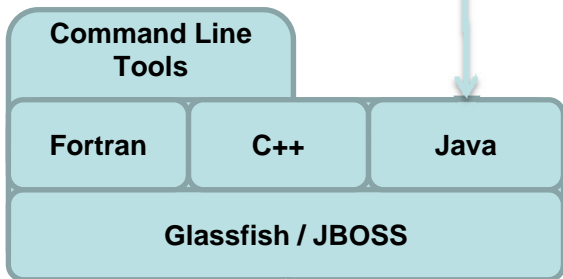 Command Line
Tools
Fortran C++ Java
Glassfish / JBOSS